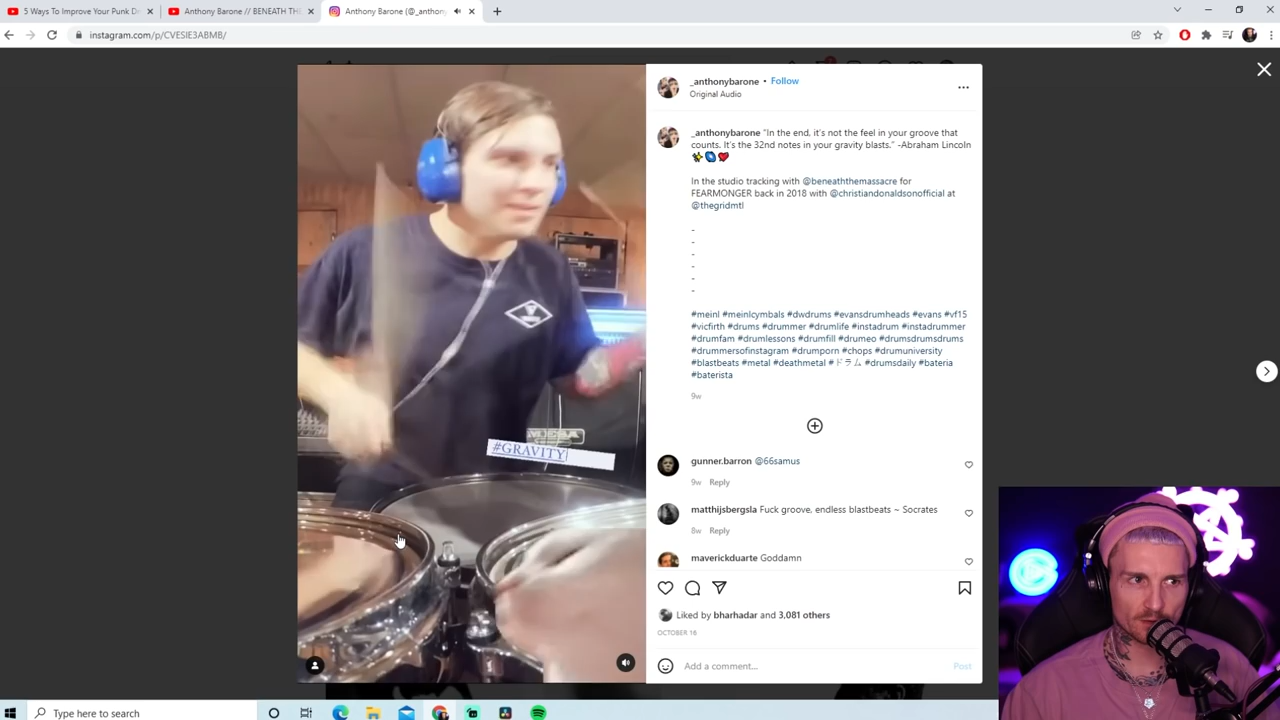 5 Ways To Improve Your Punk D
Anthony Barone // BENEATH THE
Anthony Barone (@_anthony
instagram.com/p/CVESIE3ABMB/
_anthonybarone • Follow
Original Audio
_anthonybarone "In the end, it's not the feel in your groove that
counts. It's the 32nd notes in your gravity blasts." -Abraham Lincoln
In the studio tracking with @beneaththemassacre for
FEARMONGER back in 2018 with @christiandonaldsonofficial at
@thegridmtl
-
-
-
-
-
-
#meinl #meinlcymbals #dwdrums #evansdrumheads #evans #vf15
#vicfirth #drums #drummer #drumlife #instadrum #instadrummer
#drumfam #drumlessons #drumfill #drumeo #drumsdrumsdrums
#drummersofinstagram #drumporn #chops #drumuniversity
#blastbeats #metal #deathmetal #ドラム #drumsdaily #bateria
#baterista
9w
#GRAVITY
gunner.barron @66samus
9w Reply
matthijsbergsla Fuck groove, endless blastbeats ~ Socrates
8w Reply
maverickduarte Goddamn
Liked by bharhadar and 3,081 others
OCTOBER 16
Add a comment... Post
Type here to search